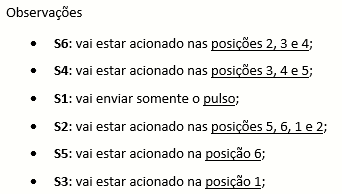 Observações
• S6: vai estar acionado nas posições 2, 3 e 4;
• S4: vai estar acionado nas posições 3, 4 e 5;
• S1: vai enviar somente o pulso;
• S2: vai estar acionado nas posições 5, 6, 1 e 2;
• S5: vai estar acionado na posição 6;
• S3: vai estar acionado na posição 1;